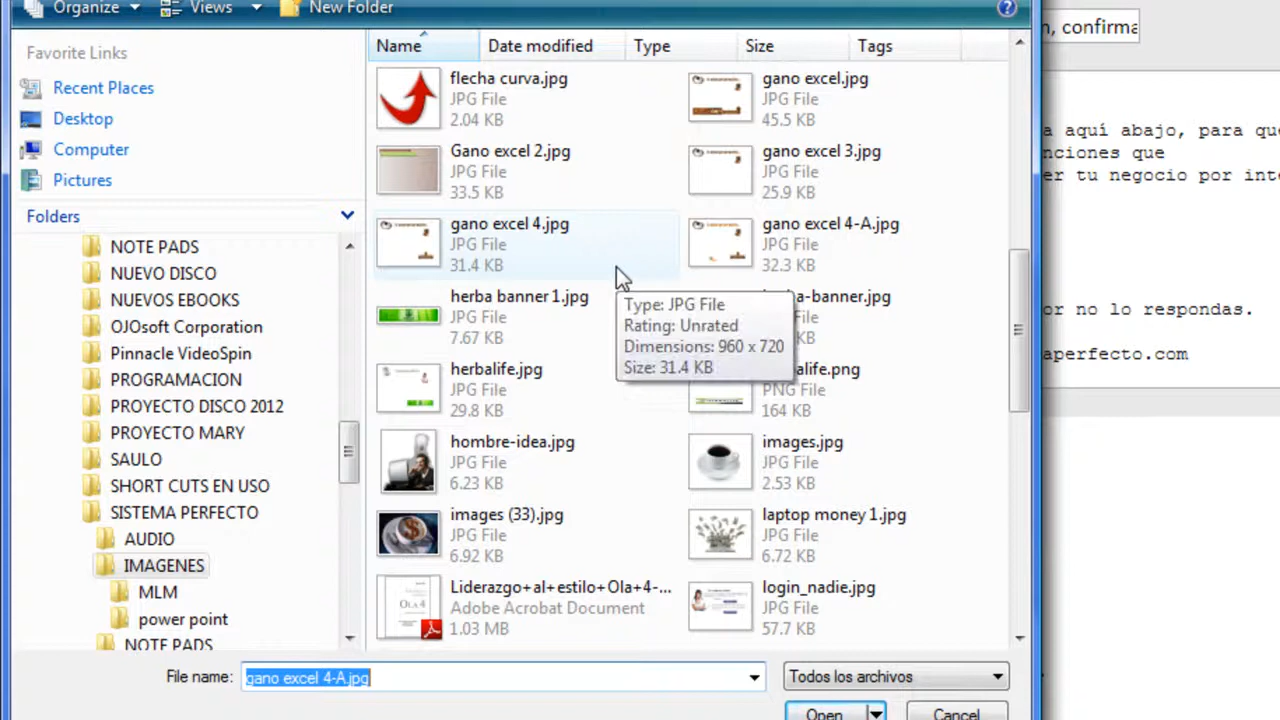 Organize Views New Folder
Favorite Links
Recent Places
Desktop
Computer
Pictures
Folders
NOTE PADS
NUEVO DISCO
NUEVOS EBOOKS
OJOsoft Corporation
Pinnacle VideoSpin
PROGRAMACION
PROYECTO DISCO 2012
PROYECTO MARY
SAULO
SHORT CUTS EN USO
SISTEMA PERFECTO
AUDIO
IMAGENES
MLM
power point
NOTE PADS
Name Date modified Type Size Tags
flecha curva.jpg
JPG File
2.04 KB
gano excel.jpg
JPG File
45.5 KB
Gano excel 2.jpg
JPG File
33.5 KB
gano excel 3.jpg
JPG File
25.9 KB
gano excel 4.jpg
JPG File
31.4 KB
gano excel 4-A.jpg
JPG File
32.3 KB
herba banner 1.jpg
JPG File
7.67 KB
-banner.jpg
File
KB
Type: JPG File
Rating: Unrated
Dimensions: 960 x 720
Size: 31.4 KB
herbalife.jpg
JPG File
29.8 KB
alife.png
PNG File
164 KB
hombre-idea.jpg
JPG File
6.23 KB
images.jpg
JPG File
2.53 KB
images (33).jpg
JPG File
6.92 KB
laptop money 1.jpg
JPG File
6.72 KB
Liderazgo+al+estilo+Ola+4-...
Adobe Acrobat Document
1.03 MB
login_nadie.jpg
JPG File
57.7 KB
File name: gano excel 4-A.jpg Todos los archivos
Open Cancel
n, confirma
a aquí abajo, para que
nciones que
er tu negocio por inte
or no lo respondas.
aperfecto.com